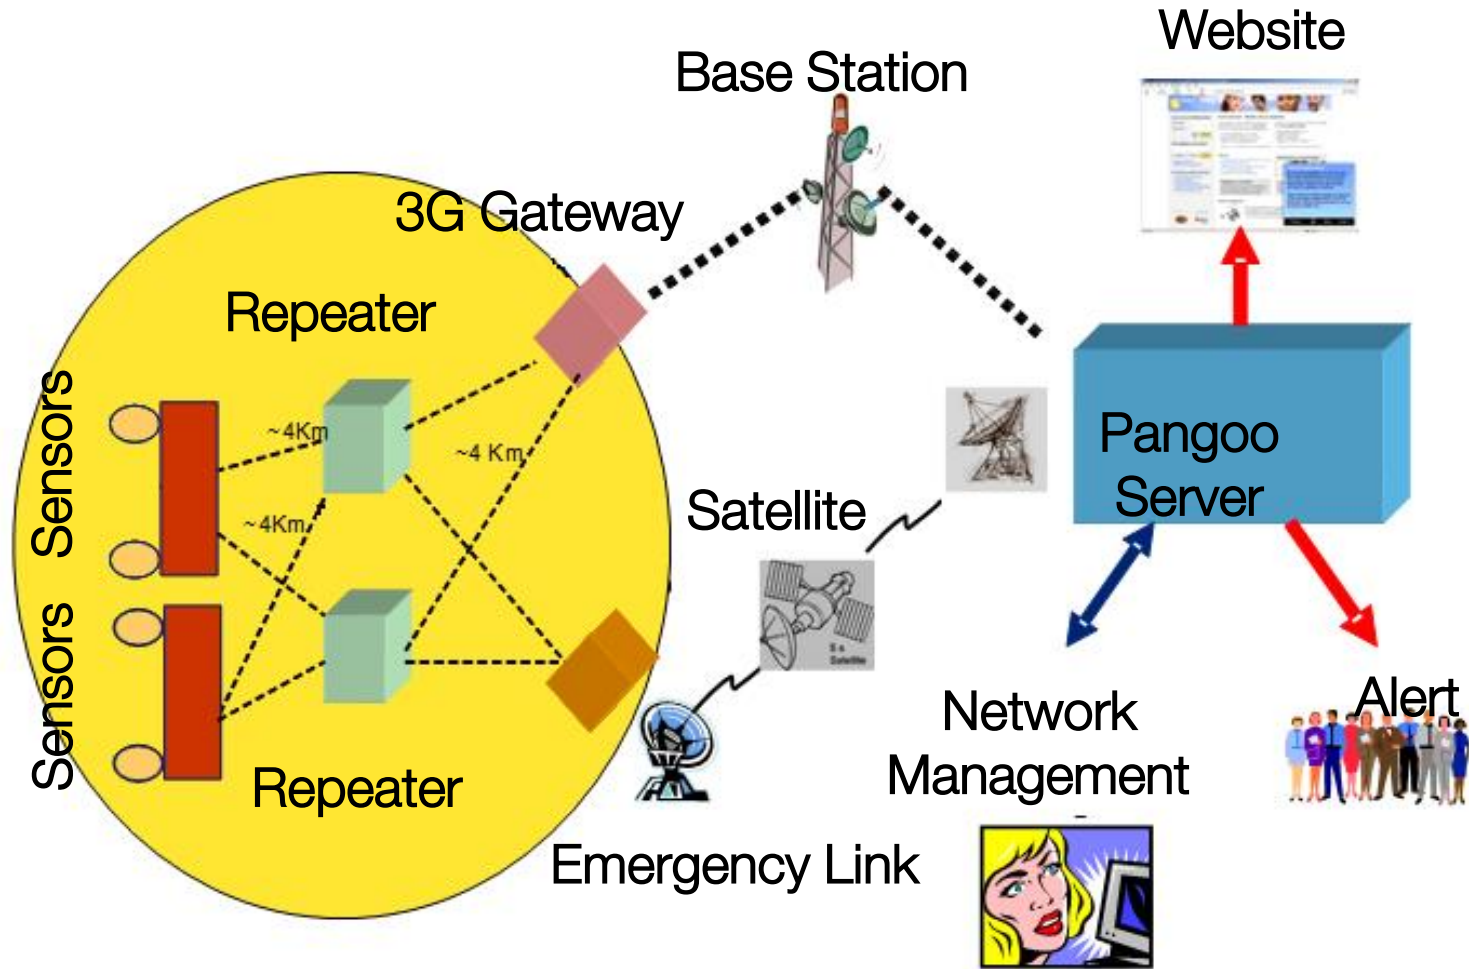 Website
Base Station
3G Gateway
Repeater
Sensors
~4Km
~4 Km
Pangoo
Server
Satellite
~4Km
S a
Satellite
Sensors
Network
Management
Alert
Repeater
Emergency Link